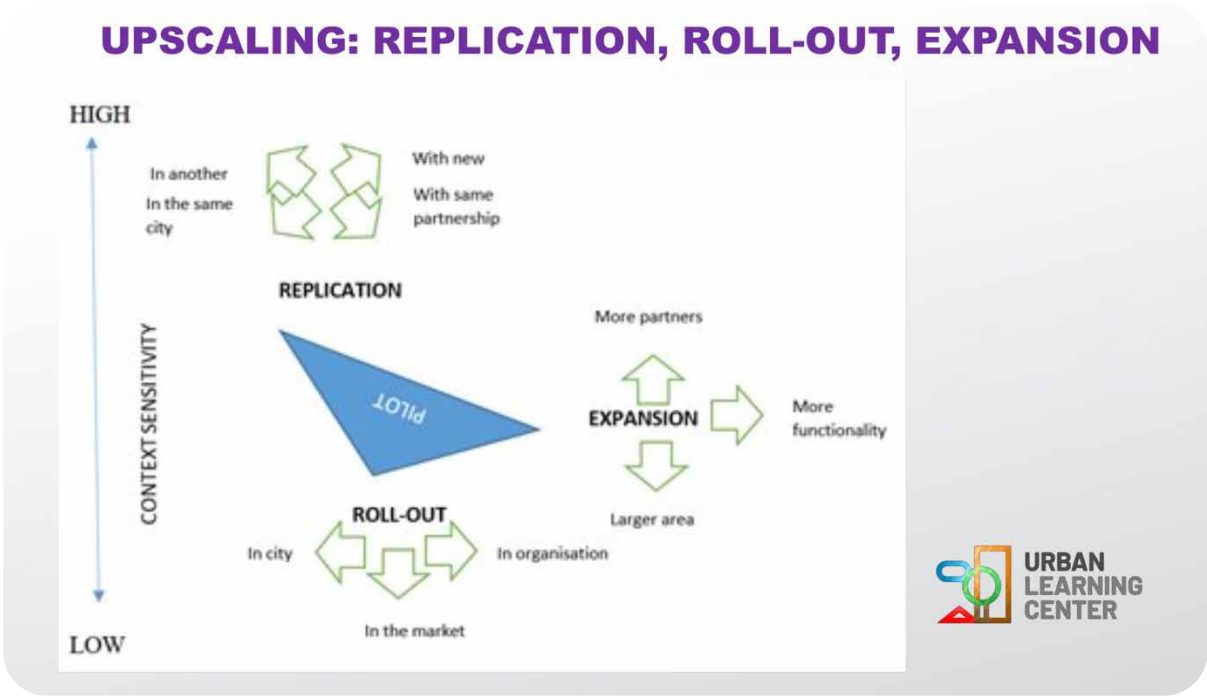 UPSCALING: REPLICATION, ROLL-OUT, EXPANSION
HIGH
In another
In the same
city
With new
With same
partnership
REPLICATION
CONTEXT SENSITIVITY
PILOT
More partners
EXPANSION
More
functionality
Larger area
ROLL-OUT
In city
In organisation
In the market
LOW
URBAN
LEARNING
CENTER